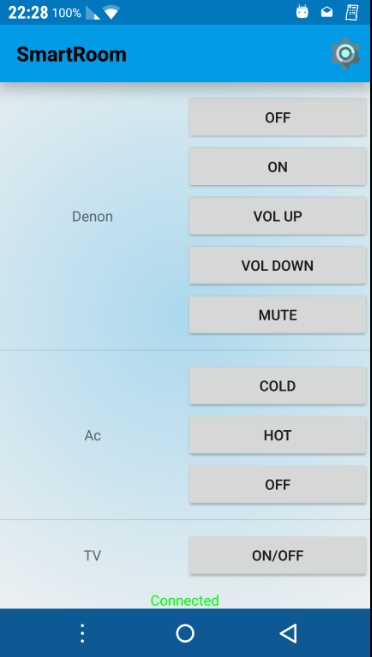 22:28 100%
SmartRoom
Denon
OFF
ON
VOL UP
VOL DOWN
MUTE
Ac
COLD
HOT
OFF
TV
ON/OFF
Connected